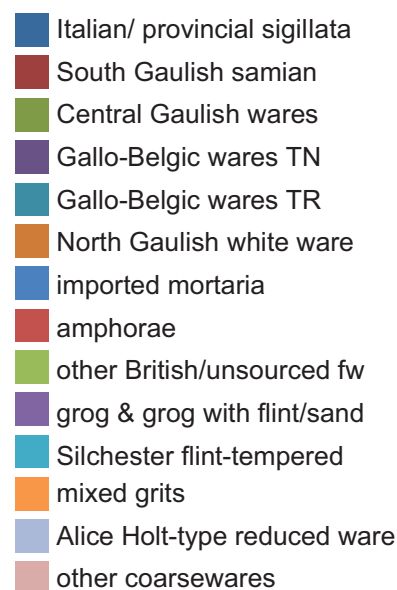 Italian/ provincial sigillata
South Gaulish samian
Central Gaulish wares
Gallo-Belgic wares TN
Gallo-Belgic wares TR
North Gaulish white ware
imported mortaria
amphorae
other British/unsourced fw
grog & grog with flint/sand
Silchester flint-tempered
mixed grits
Alice Holt-type reduced ware
other coarsewares